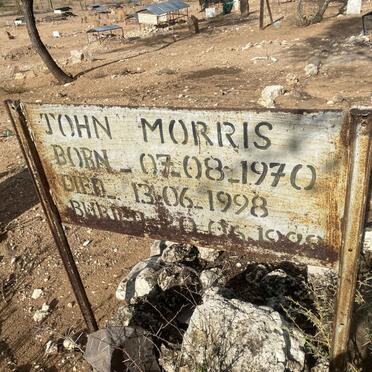 JOHN MORRIS
BORN - 07-08-1970
DIED - 13-06-1998
BURIED